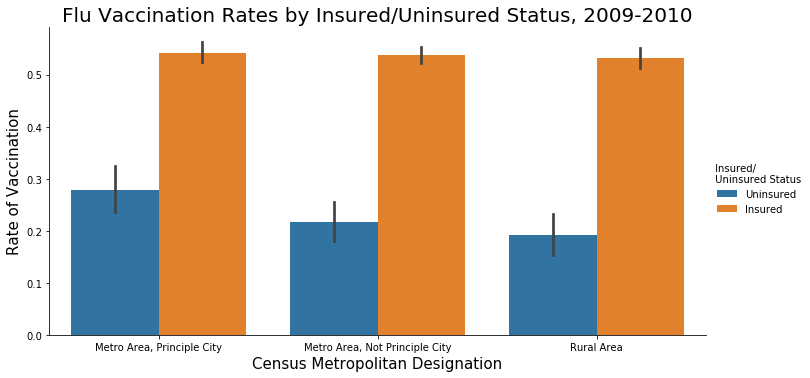 Flu Vaccination Rates by Insured/Uninsured Status, 2009-2010
Rate of Vaccination
0.5
0.4
0.3
0.2
0.1
0.0
Metro Area, Principle City
Metro Area, Not Principle City
Rural Area
Census Metropolitan Designation
Insured/
Uninsured Status
Uninsured
Insured